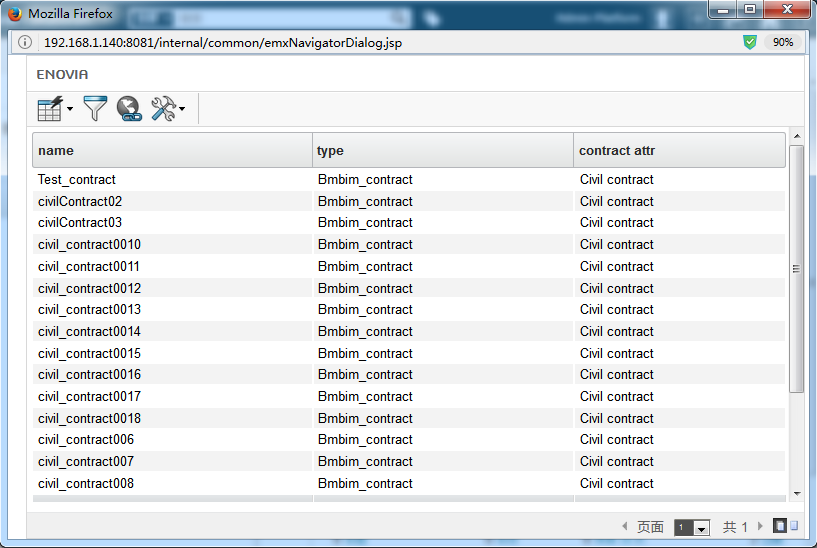 Mozilla Firefox
192.168.1.140:8081/internal/common/emxNavigatorDialog.jsp 90%
ENOVIA
name type contract attr
Test_contract Bmbim_contract Civil contract
civilContract02 Bmbim_contract Civil contract
civilContract03 Bmbim_contract Civil contract
civil_contract0010 Bmbim_contract Civil contract
civil_contract0011 Bmbim_contract Civil contract
civil_contract0012 Bmbim_contract Civil contract
civil_contract0013 Bmbim_contract Civil contract
civil_contract0014 Bmbim_contract Civil contract
civil_contract0015 Bmbim_contract Civil contract
civil_contract0016 Bmbim_contract Civil contract
civil_contract0017 Bmbim_contract Civil contract
civil_contract0018 Bmbim_contract Civil contract
civil_contract006 Bmbim_contract Civil contract
civil_contract007 Bmbim_contract Civil contract
civil_contract008 Bmbim_contract Civil contract
页面 1 共 1